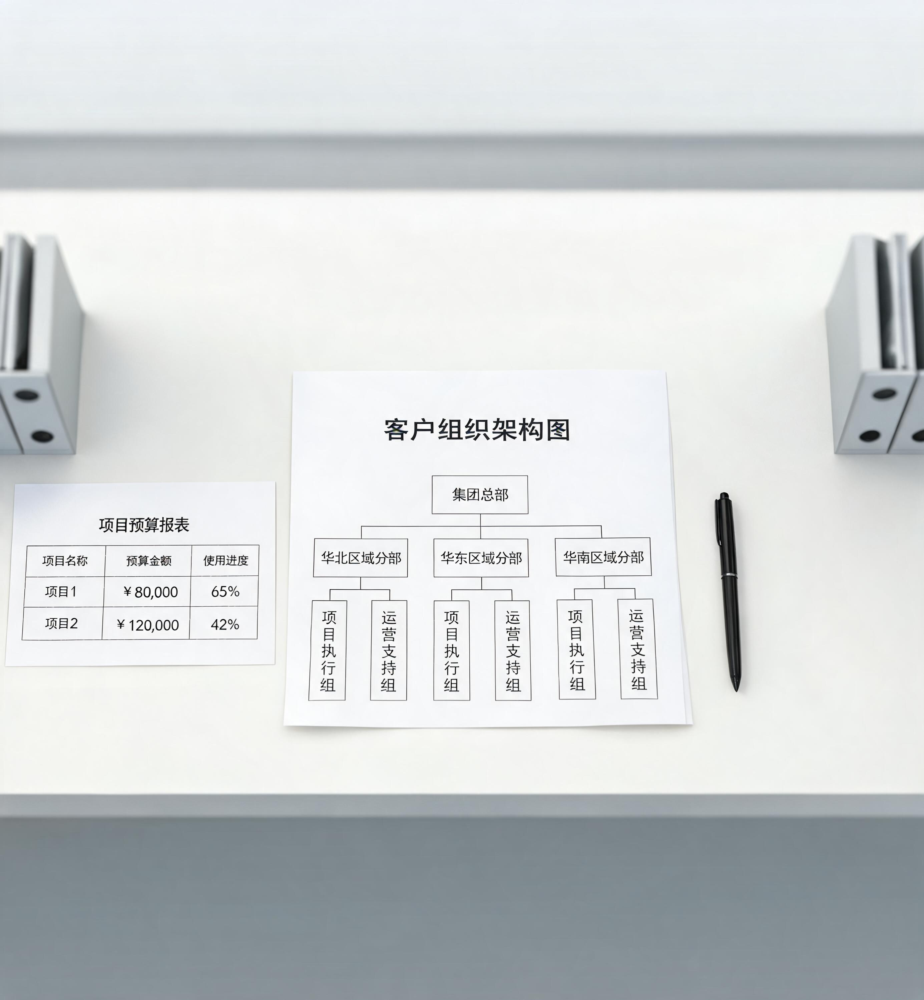 项目预算报表
项目名称 预算金额 使用进度
项目1 ¥80,000 65%
项目2 ¥120,000 42%
客户组织架构图
集团总部
华北区域分部 华东区域分部 华南区域分部
项目执行组
运营支持组
项目执行组
运营支持组
项目执行组
运营支持组